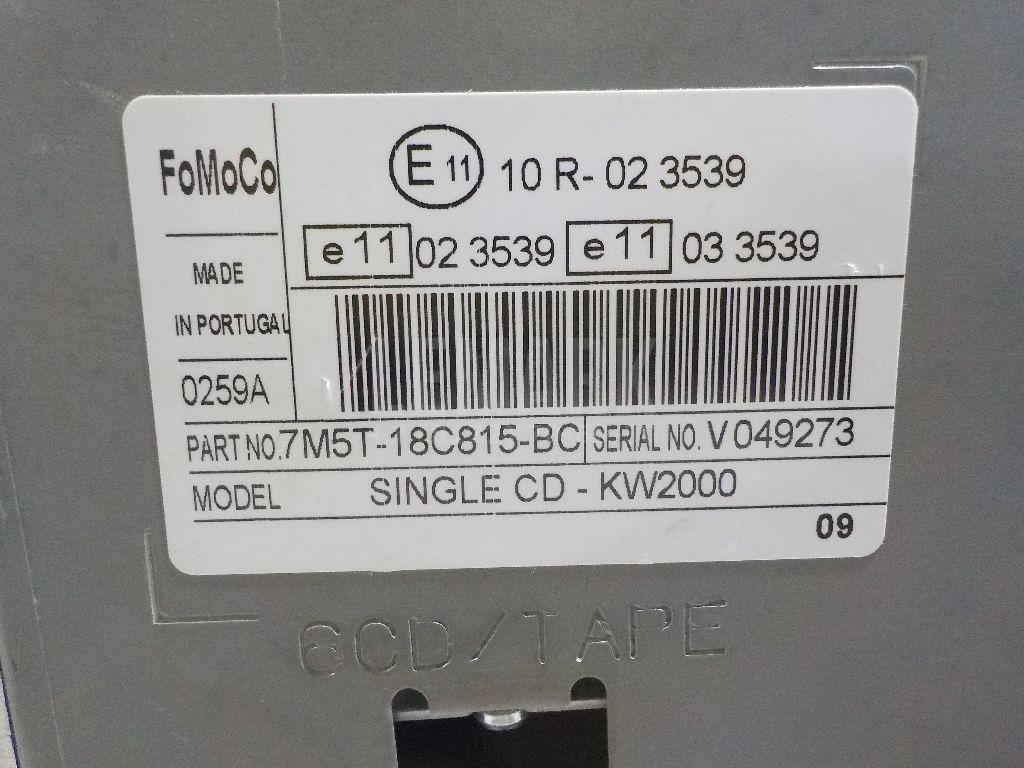 FoMoCo
E 11 10 R- 02 3539
e 11 02 3539 e 11 03 3539
MADE
IN PORTUGAL
0259A
PART NO. 7M5T-18C815-BC SERIAL NO. V 049273
MODEL SINGLE CD - KW2000
09
6CD/TAPE